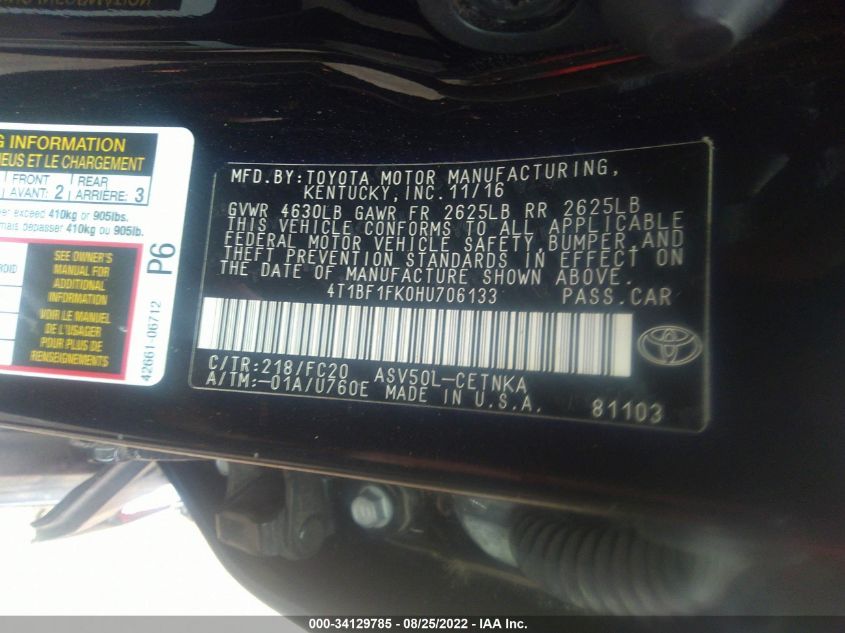 G INFORMATION
NEUS ET LE CHARGEMENT
FRONT REAR
AVANT: 2 ARRIÈRE: 3
er exceed 410kg or 905lbs.
mais dépasser 410 kg ou 905lb.
SEE OWNER'S
MANUAL FOR
ADDITIONAL
INFORMATION
VOIR LE MANUEL
DE L'USAGER
POUR PLUS DE
RENSEIGNEMENTS
P6
42661-06712
MFD.BY:TOYOTA MOTOR MANUFACTURING,
KENTUCKY, INC. 11/16
GVWR 4630LB GAWR FR 2625LB RR 2625LB
THIS VEHICLE CONFORMS TO ALL APPLICABLE
FEDERAL MOTOR VEHICLE SAFETY, BUMPER, AND
THEFT PREVENTION STANDARDS IN EFFECT ON
THE DATE OF MANUFACTURE SHOWN ABOVE.
4T1BF1FK0HU706133 PASS.CAR
C/TR:218/FC20 ASV50L-CETNKA
A/TM:-01A/U760E MADE IN U.S.A. 81103
000-34129785 - 08/25/2022 - IAA Inc.